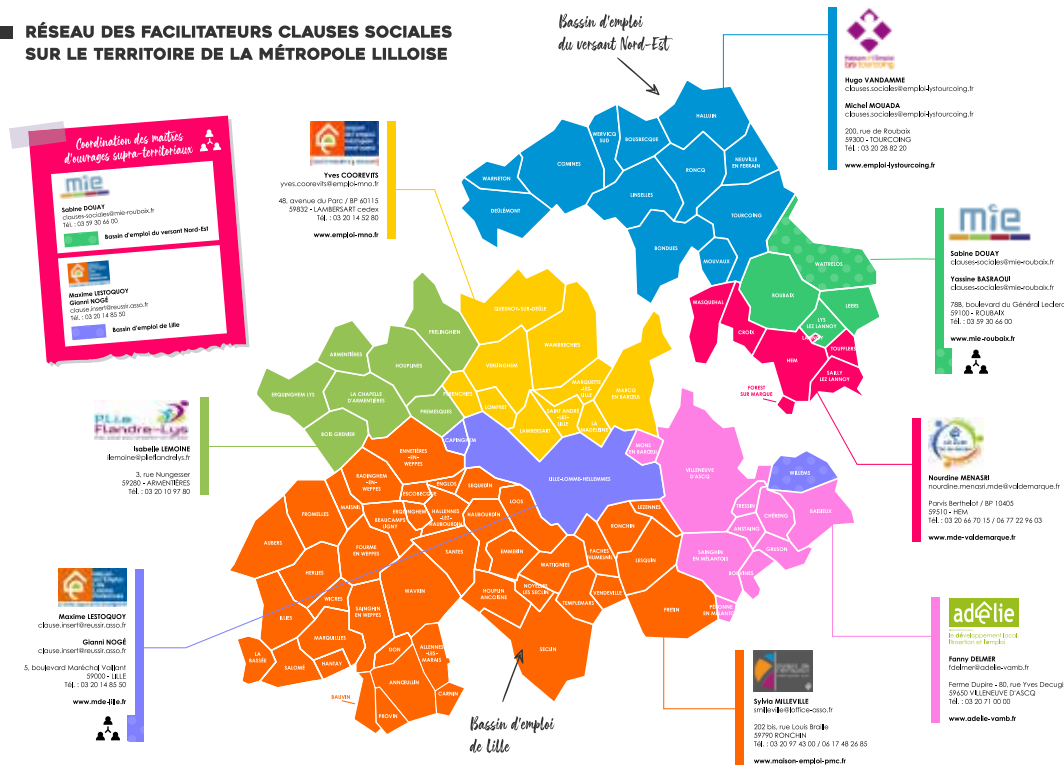 RÉSEAU DES FACILITATEURS CLAUSES SOCIALES
SUR LE TERRITOIRE DE LA MÉTROPOLE LILLOISE
Bassin d'emploi
du versant Nord-Est
Coordination des maîtres
d'ouvrages supra-territoriaux
mie
Sabine DOUAY
clauses-sociales@mie-roubaix.fr
Tél. : 03 59 30 66 00
Bassin d'emploi du versant Nord-Est
Maxime LESTOQUOY
Gianni NOGÉ
clause.insert@reussir.asso.fr
Tél. : 03 20 14 85 50
Bassin d'emploi de Lille
Yves COOREVITS
yves.coorevits@emploi-mno.fr
48, avenue du Parc / BP 60115
59832 - LAMBERSART cedex
Tél. : 03 20 14 52 80
www.emploi-mno.fr
Hugo VANDAMME
clauses.sociales@emploi-lystourcoing.fr
Michel MOUADA
clauses.sociales@emploi-lystourcoing.fr
200, rue de Roubaix
59300 - TOURCOING
Tél. : 03 20 28 82 20
www.emploi-lystourcoing.fr
mie
Sabine DOUAY
clauses-sociales@mie-roubaix.fr
Yassine BASRAOUI
clauses-sociales@mie-roubaix.fr
78B, boulevard du Général Leclerc
59100 - ROUBAIX
Tél. : 03 59 30 66 00
www.mie-roubaix.fr
PLie
Flandre-Lys
Isabelle LEMOINE
ilemoine@plieflandrelys.fr
3, rue Nungesser
59280 - ARMENTIÈRES
Tél. : 03 20 10 97 80
Nourdine MENASRI
nourdine.menasri.mde@valdemarque.fr
Parvis Berthelot / BP 10405
59510 - HEM
Tél. : 03 20 66 70 15 / 06 77 22 96 03
www.mde-valdemarque.fr
Maxime LESTOQUOY
clause.insert@reussir.asso.fr
Gianni NOGÉ
clause.insert@reussir.asso.fr
5, boulevard Maréchal Vaillant
59000 - LILLE
Tél. : 03 20 14 85 50
www.mde-lille.fr
adélie
le développement local,
l'insertion et l'emploi
Fanny DELMER
fdelmer@adelie-vamb.fr
Ferme Dupire - 80, rue Yves Decugi
59650 VILLENEUVE D'ASCQ
Tél. : 03 20 71 00 00
www.adelie-vamb.fr
Sylvia MILLEVILLE
smilleville@loffice-asso.fr
202 bis, rue Louis Braille
59790 RONCHIN
Tél. : 03 20 97 43 00 / 06 17 48 26 85
www.maison-emploi-pmc.fr
Bassin d'emploi
de Lille
HALLUIN
WERVICQ
SUD
BOUSBECQUE
COMINES
WARNETON
DEÛLÉMONT
RONCQ
NEUVILLE
EN FERRAIN
LINSELLES
TOURCOING
BONDUES
MOUVAUX
WATTRELOS
ROUBAIX
LEERS
LYS
LEZ LANNOY
LANNOY
TOUFFLERS
SAILLY
LEZ LANNOY
WASQUEHAL
CROIX
HEM
FOREST
SUR MARQUE
QUESNOY-SUR-DEÛLE
WAMBRECHIES
VERLINGHEM
MARQUETTE
-LEZ-
LILLE
MARCQ
EN BAROEUL
PÉRENCHIES
LOMPRET
LAMBERSART
SAINT ANDRÉ
-LEZ-
LILLE
LA
MADELEINE
FRELINGHIEN
ARMENTIÈRES
HOUPLINES
ERQUINGHEM LYS
LA CHAPELLE
D'ARMENTIÈRES
PREMESQUES
BOIS GRENIER
CAPINGHEM
LILLE-LOMME-HELLEMMES
MONS
EN BAROEUL
VILLENEUVE
D'ASCQ
WILLEMS
TRESSIN
CHÉRENG
BAISIEUX
ANSTAING
GRUSON
SAINGHIN
EN MÉLANTOIS
BOUVINES
PÉRONNE
EN MÉLANTOIS
ENNETIÈRES
-EN-
WEPPES
RADINGHEM
-EN-
WEPPES
ENGLOS
SEQUEDIN
ESCOBECQUE
LOOS
MAISNIL
ERQUINGHEM
HALLENNES
-LEZ-
HAUBOURDIN
HAUBOURDIN
BEAUCAMPS
LIGNY
FROMELLES
AUBERS
FOURNE
EN WEPPES
SANTES
EMMERIN
WATTIGNIES
FACHES
THUMESNIL
RONCHIN
LEZENNES
LESQUIN
HERLIES
WICRES
WAVRIN
HOUPLIN
ANCOISNE
NOYELLES
LES SECLIN
TEMPLEMARS
VENDEVILLE
FRETIN
ILLIES
SAINGHIN
EN WEPPES
MARQUILLIES
LA
BASSÉE
SALOMÉ
HANTAY
DON
ALLENNES
-LES-
MARAIS
SECLIN
ANNOEULLIN
CARNIN
BAUVIN
PROVIN